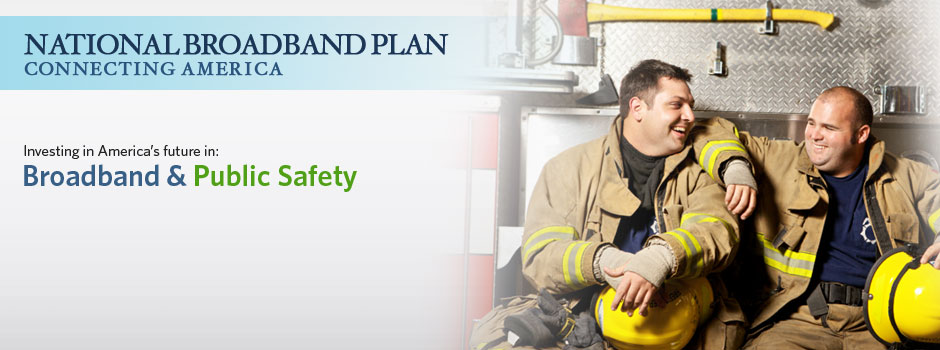 NATIONAL BROADBAND PLAN
CONNECTING AMERICA
Investing in America's future in:
Broadband & Public Safety